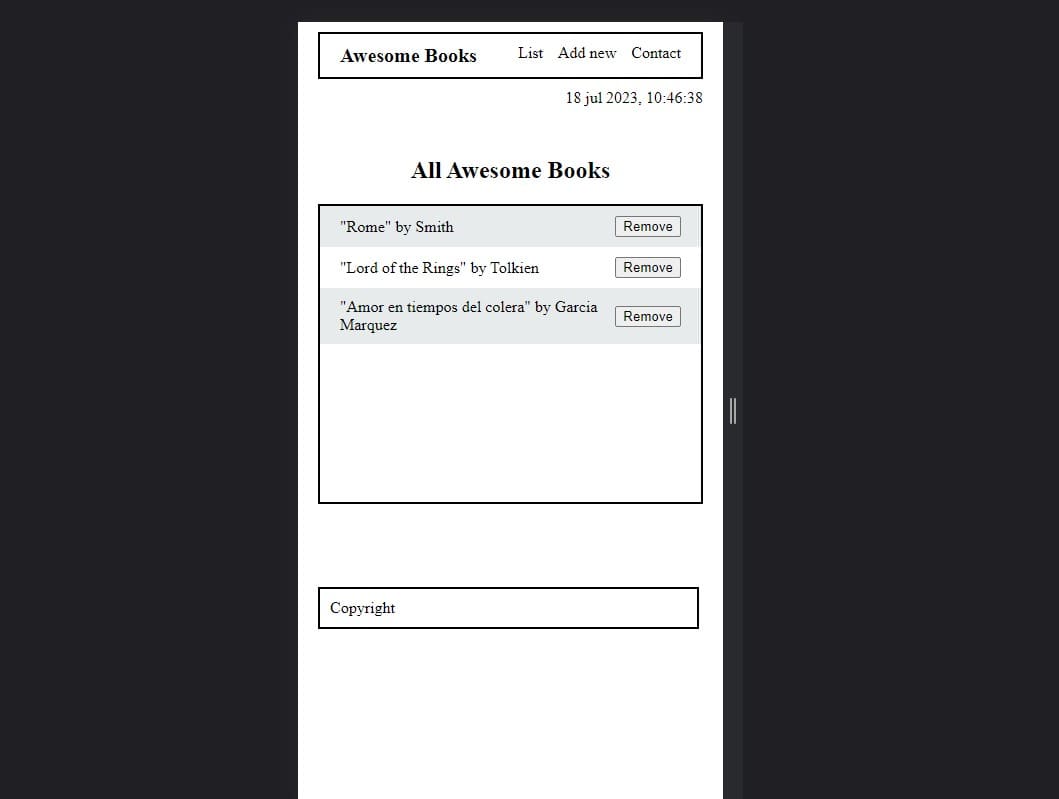 Awesome Books List Add new Contact
18 jul 2023, 10:46:38
All Awesome Books
"Rome" by Smith Remove
"Lord of the Rings" by Tolkien Remove
"Amor en tiempos del colera" by Garcia
Marquez Remove
Copyright